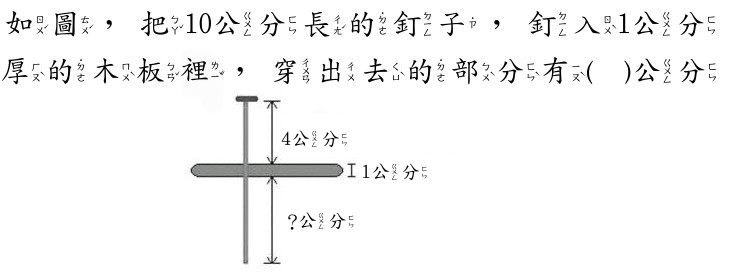 如圖，把10公分長的釘子，釘入1公分
厚的木板裡，穿出去的部分有(　)公分
4公分
1公分
?公分